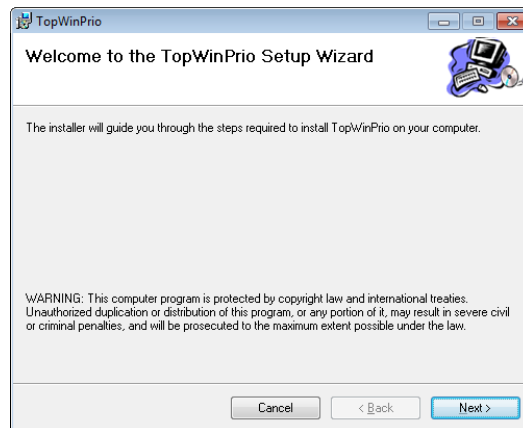 TopWinPrio
Welcome to the TopWinPrio Setup Wizard
The installer will guide you through the steps required to install TopWinPrio on your computer.
WARNING: This computer program is protected by copyright law and international treaties.
Unauthorized duplication or distribution of this program, or any portion of it, may result in severe civil
or criminal penalties, and will be prosecuted to the maximum extent possible under the law.
Cancel
< Back
Next >